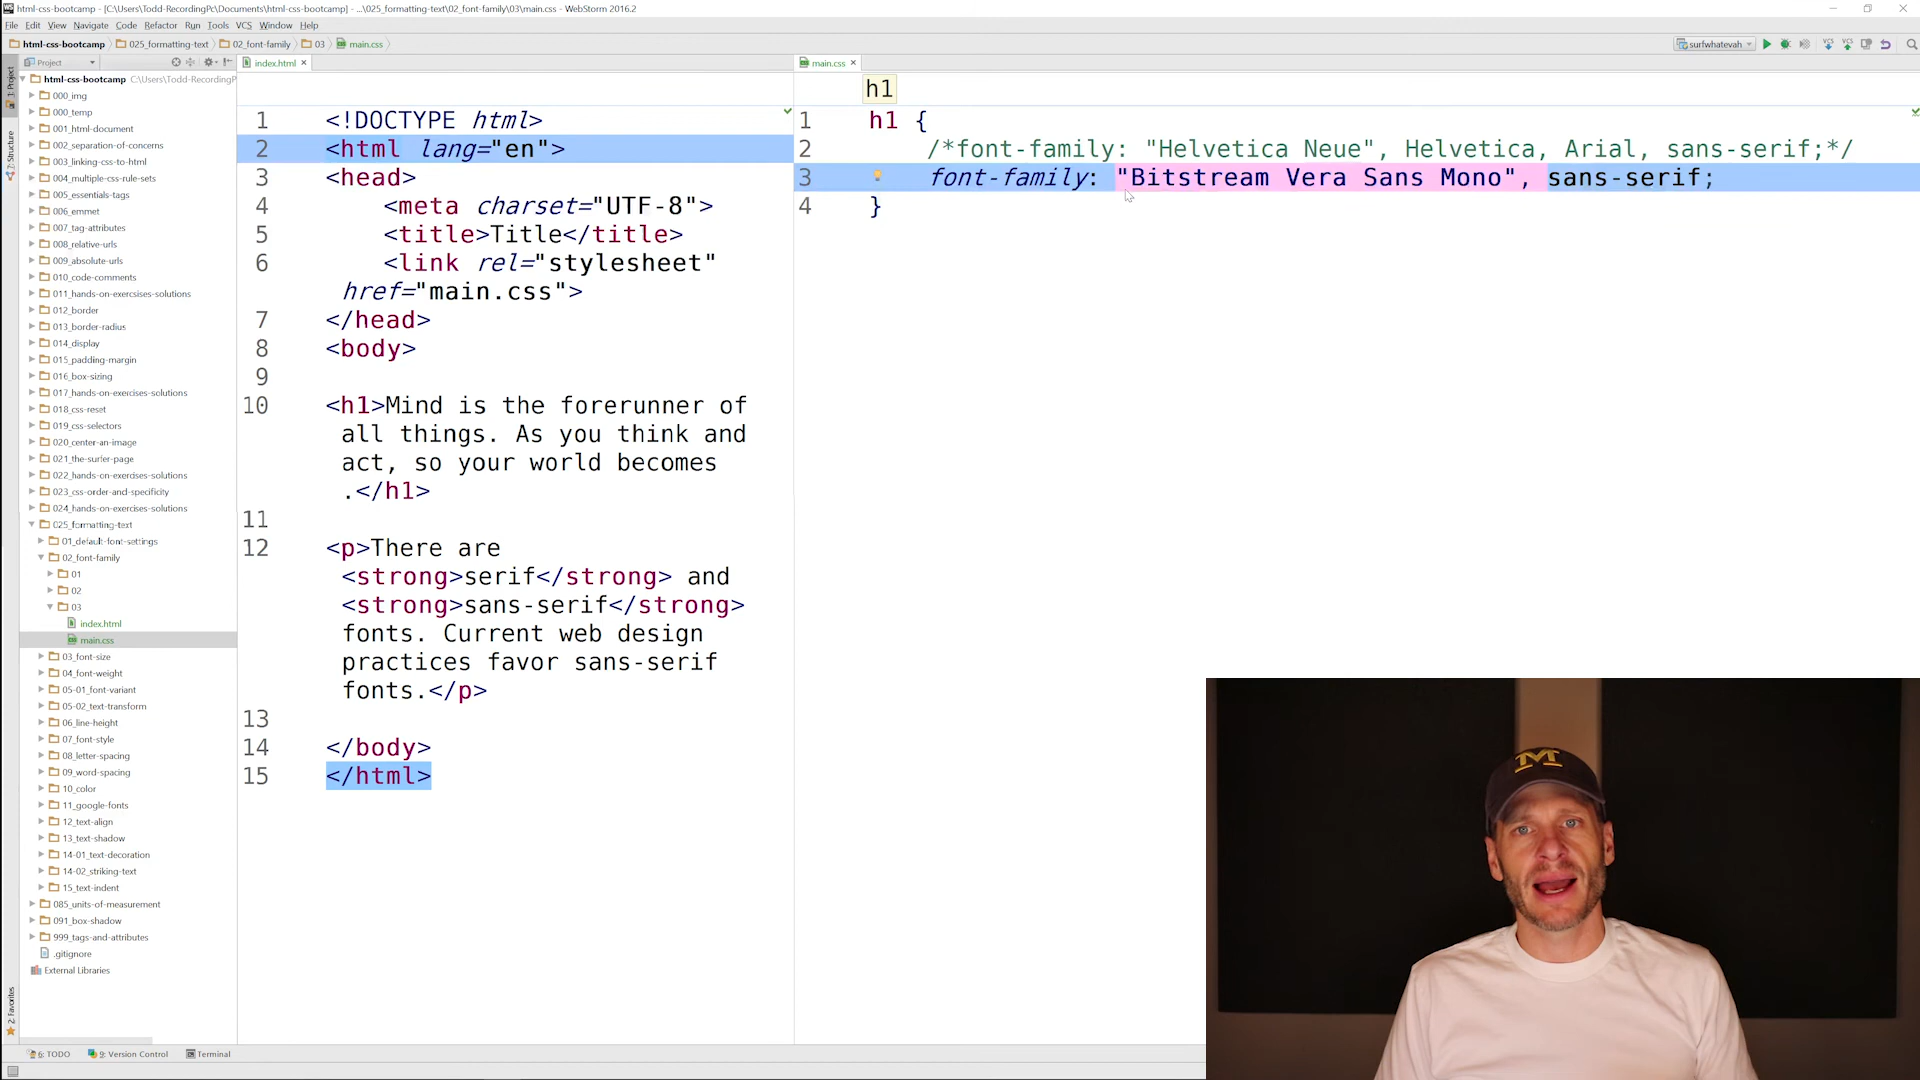 html-css-bootcamp - [C:\Users\Todd-RecordingPc\Documents\html-css-bootcamp] - ...\025_formatting-text\02_font-family\03\main.css - WebStorm 2016.2
File Edit View Navigate Code Refactor Run Tools VCS Window Help
html-css-bootcamp 025_formatting-text 02_font-family 03 main.css
surfwhatevah
Project
index.html
main.css
1: Project
Structure
2: Favorites
html-css-bootcamp C:\Users\Todd-RecordingP
000_img
000_temp
001_html-document
002_separation-of-concerns
003_linking-css-to-html
004_multiple-css-rule-sets
005_essentials-tags
006_emmet
007_tag-attributes
008_relative-urls
009_absolute-urls
010_code-comments
011_hands-on-exercsises-solutions
012_border
013_border-radius
014_display
015_padding-margin
016_box-sizing
017_hands-on-exercises-solutions
018_css-reset
019_css-selectors
020_center-an-image
021_the-surfer-page
022_hands-on-exercises-solutions
023_css-order-and-specificity
024_hands-on-exercises-solutions
025_formatting-text
01_default-font-settings
02_font-family
01
02
03
index.html
main.css
03_font-size
04_font-weight
05-01_font-variant
05-02_text-transform
06_line-height
07_font-style
08_letter-spacing
09_word-spacing
10_color
11_google-fonts
12_text-align
13_text-shadow
14-01_text-decoration
14-02_striking-text
15_text-indent
085_units-of-measurement
091_box-shadow
999_tags-and-attributes
.gitignore
External Libraries
1 <!DOCTYPE html>
2 <html lang="en">
3 <head>
4 <meta charset="UTF-8">
5 <title>Title</title>
6 <link rel="stylesheet"
href="main.css">
7 </head>
8 <body>
9
10 <h1>Mind is the forerunner of
all things. As you think and
act, so your world becomes
.</h1>
11
12 <p>There are
<strong>serif</strong> and
<strong>sans-serif</strong>
fonts. Current web design
practices favor sans-serif
fonts.</p>
13
14 </body>
15 </html>
h1
1 h1 {
2 /*font-family: "Helvetica Neue", Helvetica, Arial, sans-serif;*/
3 font-family: "Bitstream Vera Sans Mono", sans-serif;
4 }
M
6: TODO 9: Version Control Terminal